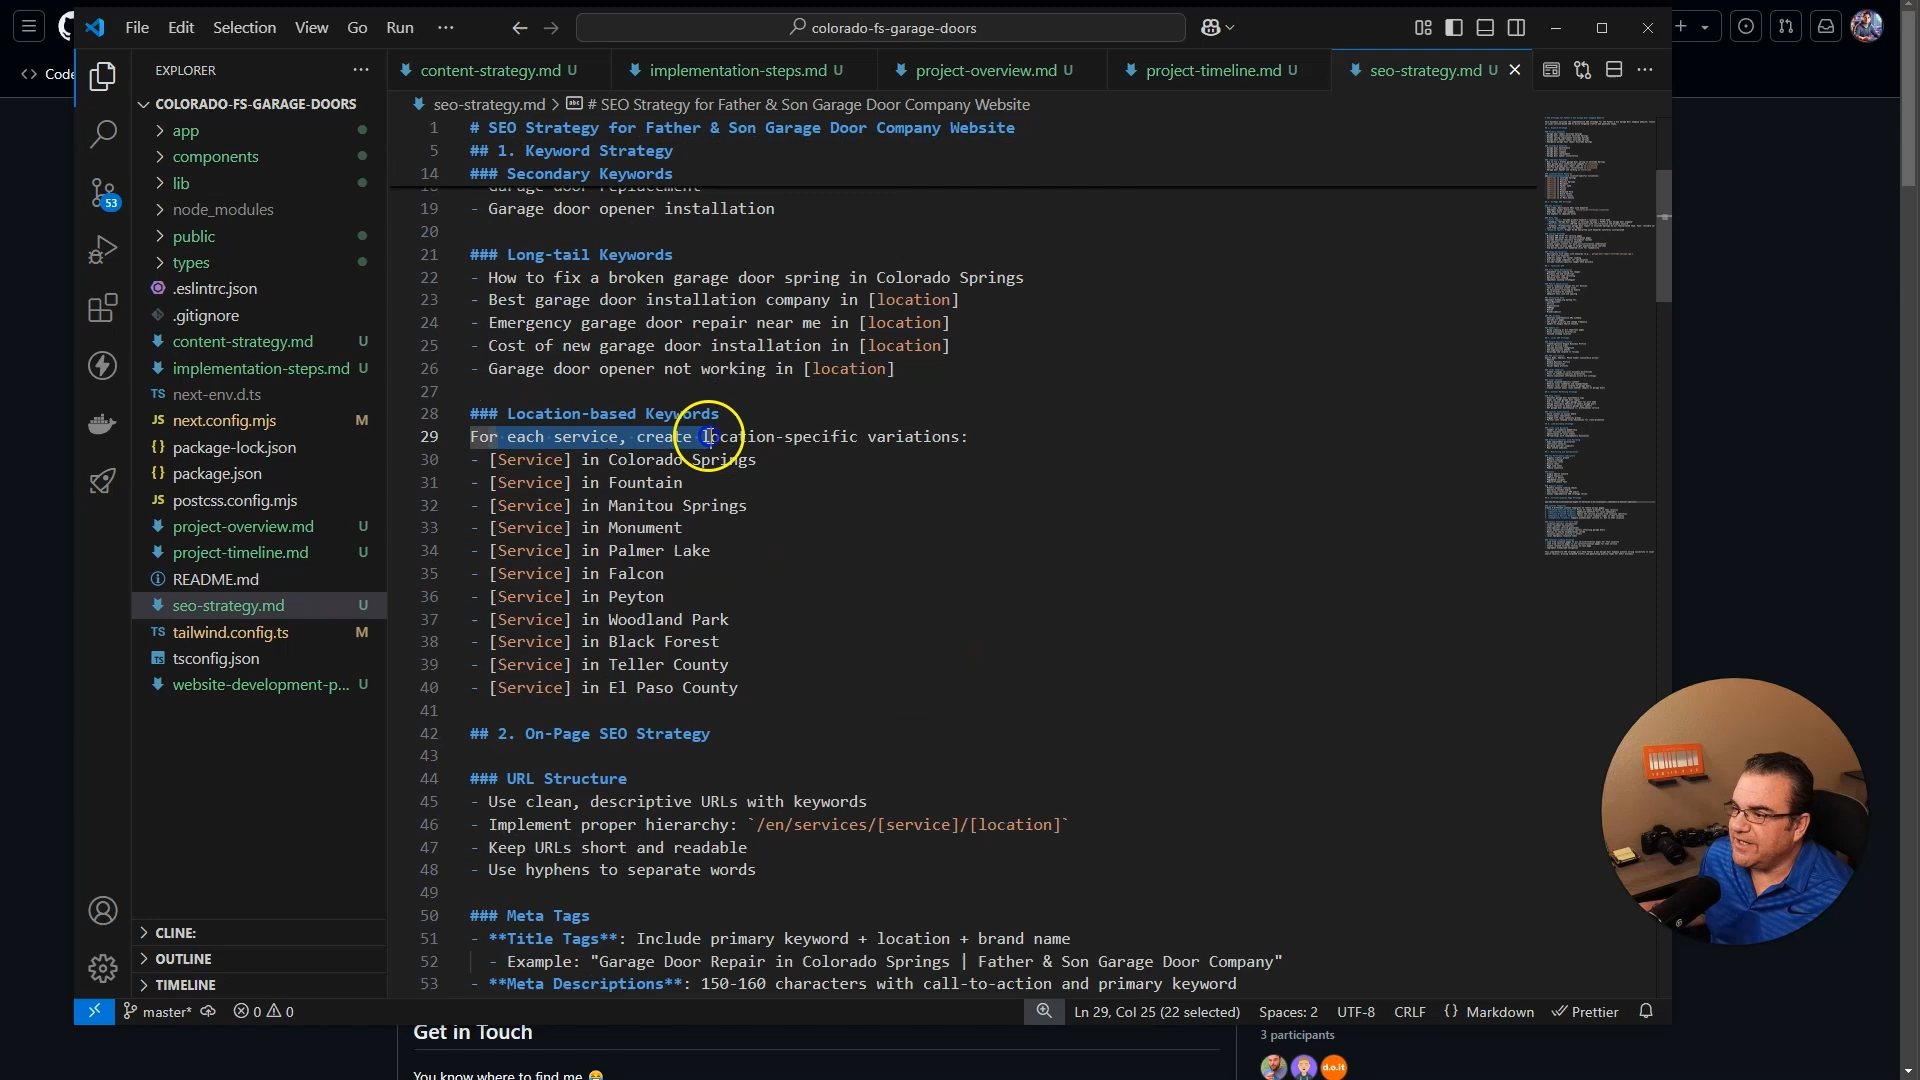 File Edit Selection View Go Run ···
colorado-fs-garage-doors
Code
EXPLORER
content-strategy.md U
implementation-steps.md U
project-overview.md U
project-timeline.md U
seo-strategy.md U
COLORADO-FS-GARAGE-DOORS
app
components
lib
node_modules
public
types
.eslintrc.json
.gitignore
content-strategy.md U
implementation-steps.md U
TS next-env.d.ts
JS next.config.mjs M
{} package-lock.json
{} package.json
JS postcss.config.mjs
project-overview.md U
project-timeline.md U
README.md
seo-strategy.md U
TS tailwind.config.ts M
TS tsconfig.json
website-development-p... U
53
CLINE:
OUTLINE
TIMELINE
seo-strategy.md > # SEO Strategy for Father & Son Garage Door Company Website
1 # SEO Strategy for Father & Son Garage Door Company Website
5 ## 1. Keyword Strategy
14 ### Secondary Keywords
18 - Garage door replacement
19 - Garage door opener installation
20
21 ### Long-tail Keywords
22 - How to fix a broken garage door spring in Colorado Springs
23 - Best garage door installation company in [location]
24 - Emergency garage door repair near me in [location]
25 - Cost of new garage door installation in [location]
26 - Garage door opener not working in [location]
27
28 ### Location-based Keywords
29 For each service, create location-specific variations:
30 - [Service] in Colorado Springs
31 - [Service] in Fountain
32 - [Service] in Manitou Springs
33 - [Service] in Monument
34 - [Service] in Palmer Lake
35 - [Service] in Falcon
36 - [Service] in Peyton
37 - [Service] in Woodland Park
38 - [Service] in Black Forest
39 - [Service] in Teller County
40 - [Service] in El Paso County
41
42 ## 2. On-Page SEO Strategy
43
44 ### URL Structure
45 - Use clean, descriptive URLs with keywords
46 - Implement proper hierarchy: `/en/services/[service]/[location]`
47 - Keep URLs short and readable
48 - Use hyphens to separate words
49
50 ### Meta Tags
51 - **Title Tags**: Include primary keyword + location + brand name
52 - Example: "Garage Door Repair in Colorado Springs | Father & Son Garage Door Company"
53 - **Meta Descriptions**: 150-160 characters with call-to-action and primary keyword
master* 0 0
Ln 29, Col 25 (22 selected) Spaces: 2 UTF-8 CRLF {} Markdown Prettier
Get in Touch
You know where to find me 😄
3 participants
d.o.it